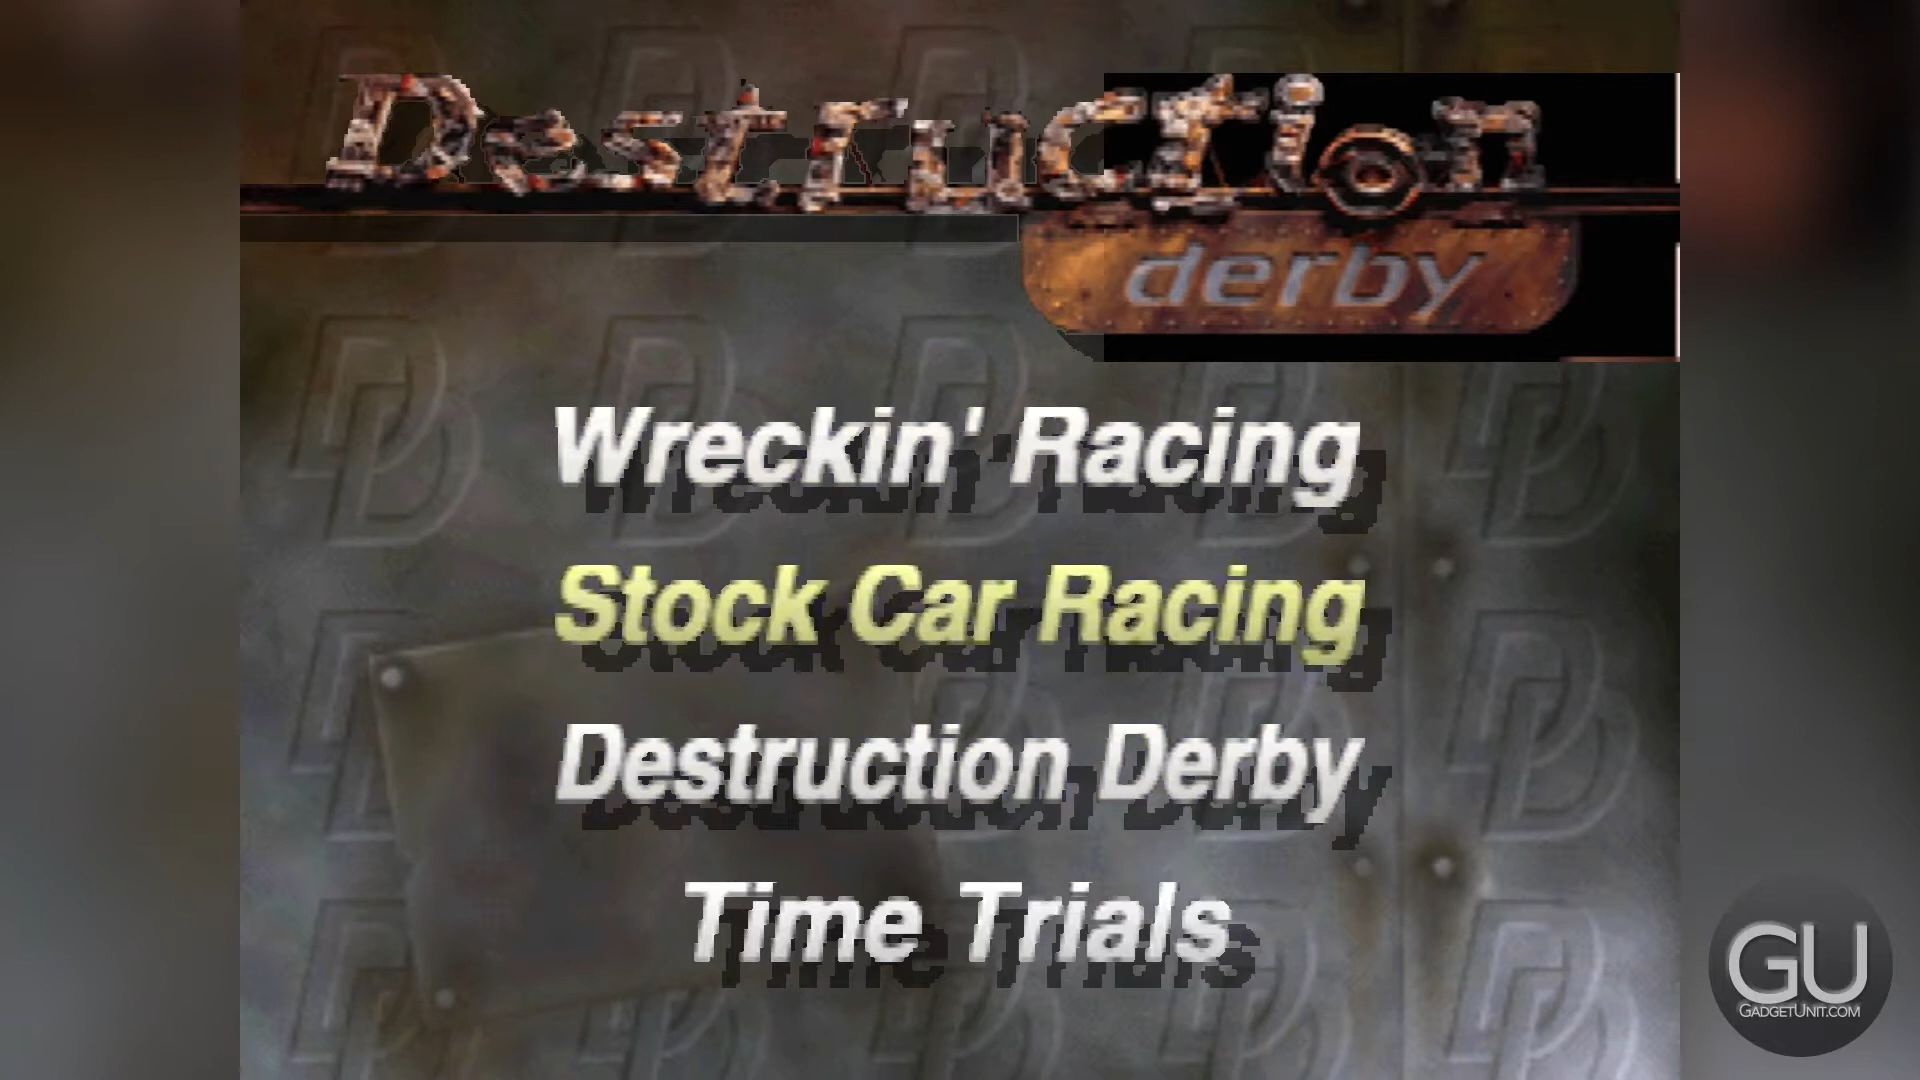 Destruction
derby
Wreckin' Racing
Stock Car Racing
Destruction Derby
Time Trials
GU
GADGETUNIT.COM